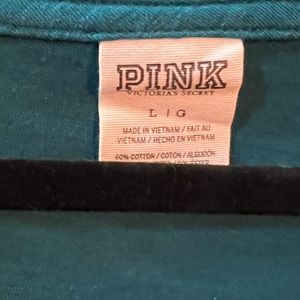 PINK
VICTORIA'S SECRET
L | G
MADE IN VIETNAM / FAIT AU
VIETNAM / HECHO EN VIETNAM
60% COTTON / COTON / ALGODÓN